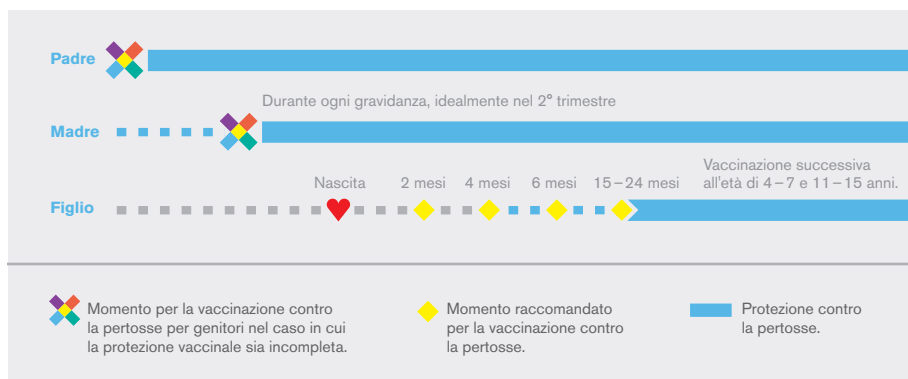 Padre
Durante ogni gravidanza, idealmente nel 2° trimestre
Madre
Vaccinazione successiva
all'età di 4–7 e 11–15 anni.
Nascita 2 mesi 4 mesi 6 mesi 15–24 mesi
Figlio
Momento per la vaccinazione contro
la pertosse per genitori nel caso in cui
la protezione vaccinale sia incompleta.
Momento raccomandato
per la vaccinazione contro
la pertosse.
Protezione contro
la pertosse.